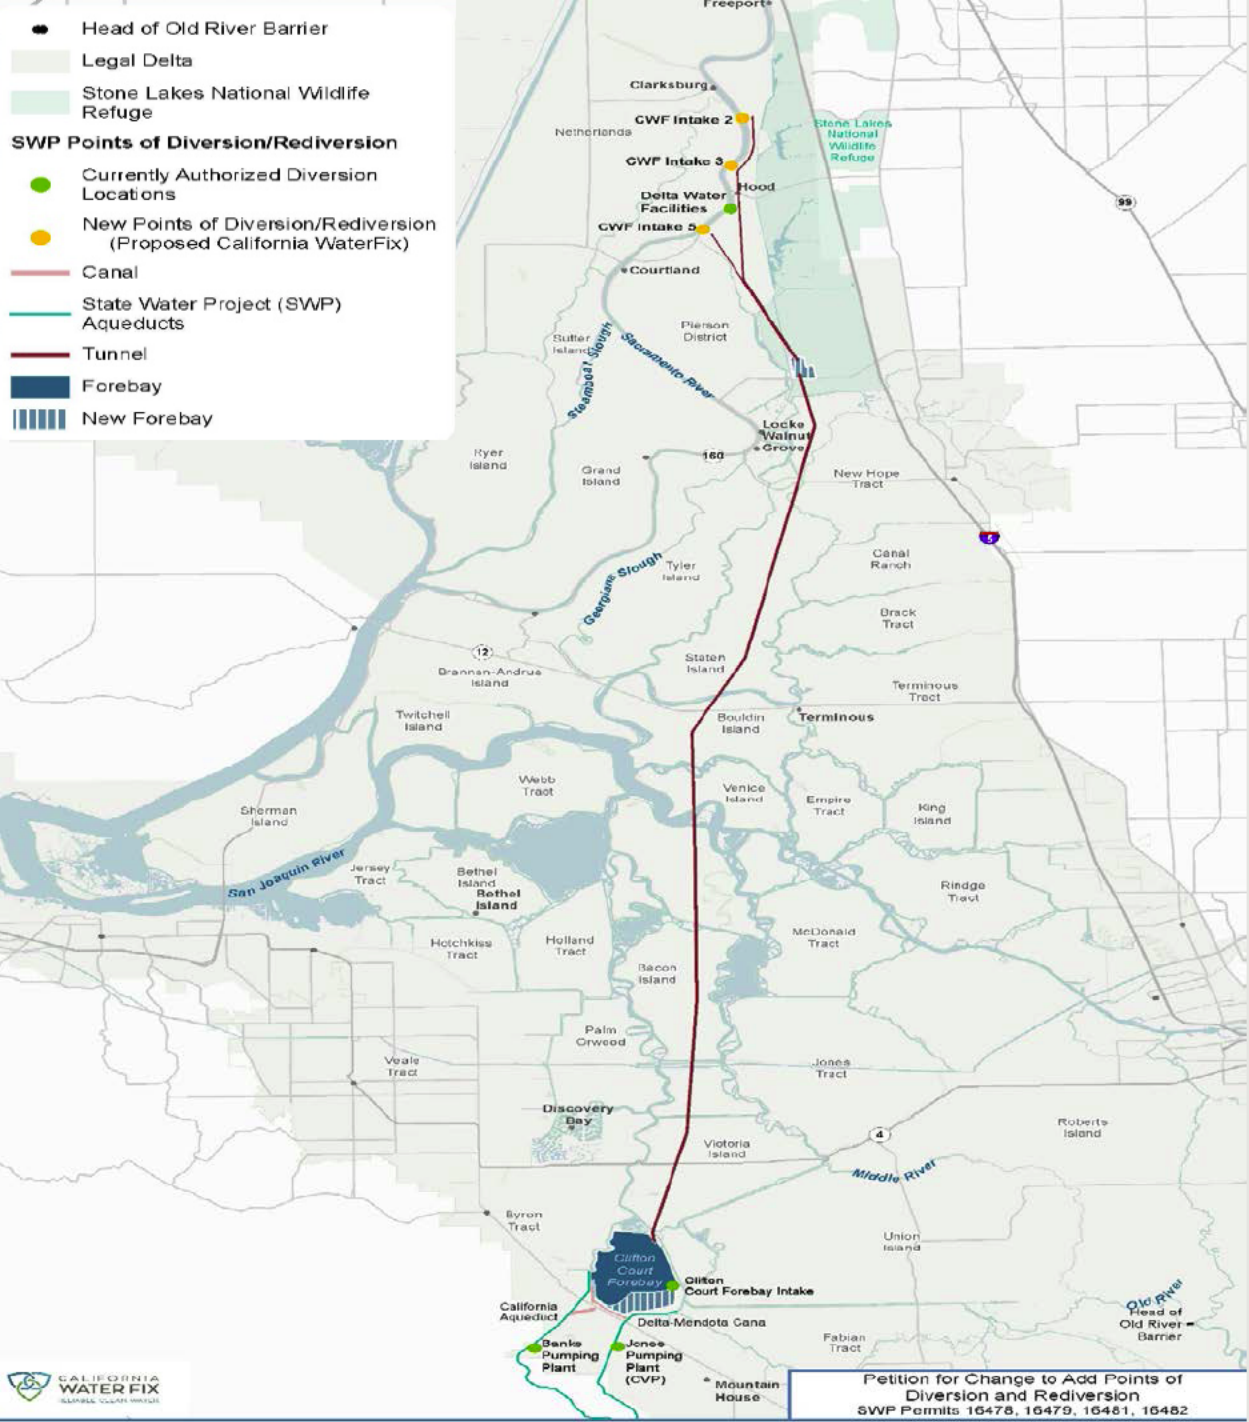 Head of Old River Barrier
Legal Delta
Stone Lakes National Wildlife
Refuge
SWP Points of Diversion/Rediversion
Currently Authorized Diversion
Locations
New Points of Diversion/Rediversion
(Proposed California WaterFix)
Canal
State Water Project (SWP)
Aqueducts
Tunnel
Forebay
New Forebay
Freeport
Clarksburg
CWF Intake 2
Netherlands
Stone Lakes
National
Wildlife
Refuge
CWF Intake 3
Hood
Delta Water
Facilities
99
CWF Intake 5
Courtland
Pierson
District
Sutter
Island
Steamboat Slough
Sacramento River
Locke
Walnut
Grove
160
Ryer
Island
Grand
Island
New Hope
Tract
5
Canal
Ranch
Georgiana Slough
Tyler
Island
Brack
Tract
12
Brannan-Andrus
Island
Staten
Island
Terminous
Tract
Twitchell
Island
Bouldin
Island
Terminous
Webb
Tract
Venice
Island
Empire
Tract
King
Island
Sherman
Island
San Joaquin River
Jersey
Tract
Bethel
Island
Bethel
Island
Rindge
Tract
Hotchkiss
Tract
Holland
Tract
McDonald
Tract
Bacon
Island
Palm
Orwood
Veale
Tract
Jones
Tract
Discovery
Bay
Roberts
Island
4
Victoria
Island
Middle River
Byron
Tract
Union
Island
Clifton
Court
Forebay
Clifton
Court Forebay Intake
California
Aqueduct
Delta-Mendota Cana
Old River
Head of
Old River
Barrier
Fabian
Tract
Banks
Pumping
Plant
Jones
Pumping
Plant
(CVP)
Mountain
House
CALIFORNIA
WATER FIX
RELIABLE CLEAN WATER
Petition for Change to Add Points of
Diversion and Rediversion
SWP Permits 16478, 16479, 16481, 16482